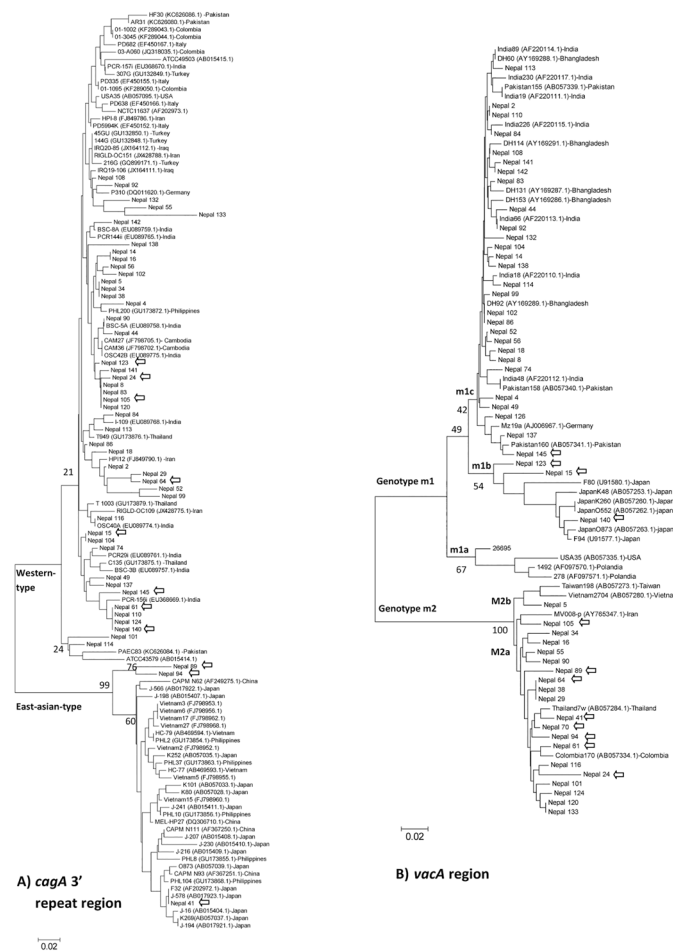 HF30 (KC626086.1) -Pakistan
AR31 (KC626080.1)-Pakistan
01-1002 (KF289043.1)-Colombia
01-3045 (KF289044.1)-Colombia
PD682 (EF450167.1)-Italy
03-A060 (JQ318035.1)-Colombia
ATCC49503 (AB015415.1)
PCR-157i (EU368670.1)-India
307G (GU132849.1)-Turkey
PD335 (EF450155.1)-Italy
01-1095 (KF289050.1)-Colombia
USA35 (AB057095.1)-USA
PD638 (EF450166.1)-Italy
NCTC11637 (AF202973.1)
HPI-8 (FJ849786.1)-Iran
PD5994K (EF450152.1)-Italy
45GU (GU132850.1)-Turkey
144G (GU132848.1)-Turkey
IRQ20-85 (JX164112.1)-Iraq
RIGLD-OC151 (JX428788.1)-Iran
216G (GQ899171.1)-Turkey
IRQ19-106 (JX164111.1)-Iraq
Nepal 108
Nepal 92
P310 (DQ011620.1)-Germany
Nepal 132
Nepal 55
Nepal 133
Nepal 142
BSC-8A (EU089759.1)-India
PCR144ii (EU089765.1)-India
Nepal 138
Nepal 14
Nepal 16
Nepal 56
Nepal 102
Nepal 5
Nepal 34
Nepal 38
Nepal 4
PHL200 (GU173872.1)-Philippines
Nepal 90
BSC-5A (EU089758.1)-India
Nepal 44
CAM27 (JF798705.1)- Cambodia
CAM36 (JF798702.1)-Cambodia
OSC42B (EU089775.1)-India
Nepal 123
Nepal 141
Nepal 24
Nepal 8
Nepal 83
Nepal 105
Nepal 120
Nepal 84
I-109 (EU089768.1)-India
Nepal 113
T949 (GU173876.1)-Thailand
Nepal 86
Nepal 18
HPI12 (FJ849790.1) -Iran
Nepal 2
Nepal 29
Nepal 64
Nepal 52
Nepal 99
21
T 1003 (GU173879.1)-Thailand
RIGLD-OC109 (JX428775.1)-Iran
Nepal 116
OSC40A (EU089774.1)-India
Nepal 15
Nepal 104
Nepal 74
PCR29i (EU089761.1)-India
C135 (GU173875.1) -Thailand
BSC-3B (EU089757.1)-India
Nepal 49
Nepal 137
Nepal 145
PCR-156i (EU368669.1)-India
Nepal 61
Nepal 110
Nepal 124
Nepal 140
Nepal 101
Nepal 114
PAEC83 (KC626084.1) -Pakistan
ATCC43579 (AB015414.1)
Western-
type
24
Nepal 89
Nepal 94
76
99
60
East-asian-type
CAPM N62 (AF249275.1)-China
J-566 (AB017922.1)-Japan
J-198 (AB015407.1)-Japan
Vietnam3 (FJ798953.1)
Vietnam6 (FJ798956.1)
Vietnam17 (FJ798962.1)
Vietnam27 (FJ798968.1)
HC-79 (AB469594.1)-Vietnam
PHL2 (GU173854.1)-Philippines
Vietnam2 (FJ798952.1)
K252 (AB057035.1)-Japan
PHL37 (GU173863.1)-Philippines
HC-77 (AB469593)-Vietnam
Vietnam5 (FJ798955.1)
K101 (AB057033.1)-Japan
K80 (AB057028.1)-Japan
Vietnam15 (FJ798960.1)
J-241 (AB015411.1)-Japan
PHL10 (GU173856.1)-Philippines
MEL-HP27 (DQ306710.1)-China
CAPM N111 (AF367250.1)-China
J-207 (AB015408.1)-Japan
J-230 (AB015410.1)-Japan
J-216 (AB015409.1)-Japan
PHL8 (GU173855.1)-Philippines
O873 (AB057039.1)-Japan
CAPM N93 (AF367251.1)-China
PHL104 (GU173868.1)-Philippines
F32 (AF202972.1)-Japan
J-578 (AB017923.1)-Japan
Nepal 41
J-16 (AB015404.1)-Japan
K269(AB057037.1)-Japan
J-194 (AB017921.1)-Japan
A) cagA 3'
repeat region
0.02
India89 (AF220114.1)-India
DH60 (AY169288.1)-Bhangladesh
Nepal 113
India230 (AF220117.1)-India
Pakistan155 (AB057339.1)-Pakistan
India19 (AF220111.1)-India
Nepal 2
Nepal 110
India226 (AF220115.1)-India
Nepal 84
DH114 (AY169291.1)-Bhangladesh
Nepal 108
Nepal 141
Nepal 142
Nepal 83
DH131 (AY169287.1)-Bhangladesh
DH153 (AY169286.1)-Bhangladesh
Nepal 44
India66 (AF220113.1)-India
Nepal 92
Nepal 132
Nepal 104
Nepal 14
Nepal 138
India18 (AF220110.1)-India
Nepal 114
Nepal 99
DH92 (AY169289.1)-Bhangladesh
Nepal 102
Nepal 86
Nepal 52
Nepal 56
Nepal 18
Nepal 8
Nepal 74
India48 (AF220112.1)-India
Pakistan158 (AB057340.1)-Pakistan
Nepal 4
Nepal 49
Nepal 126
Mz19a (AJ006967.1)-Germany
Nepal 137
Pakistan160 (AB057341.1)-Pakistan
Nepal 145
m1c
42
49
m1b
54
Nepal 123
Nepal 15
F80 (U91580.1)-Japan
JapanK48 (AB057253.1)-Japan
JapanK260 (AB057260.1)-Japan
JapanO552 (AB057262.1)-japan
Nepal 140
JapanO873 (AB057263.1)-japan
F94 (U91577.1)-Japan
Genotype m1
m1a
67
26695
USA35 (AB057335.1)-USA
1492 (AF097570.1)-Polandia
278 (AF097571.1)-Polandia
Taiwan198 (AB057273.1)-Taiwan
Vietnam2704 (AB057280.1)-Vietnam
Nepal 5
M2b
Genotype m2
100
M2a
MV008-p (AY765347.1)-Iran
Nepal 105
Nepal 34
Nepal 16
Nepal 55
Nepal 90
Nepal 89
Nepal 64
Nepal 38
Nepal 29
Thailand7w (AB057284.1)-Thailand
Nepal 41
Nepal 70
Nepal 94
Nepal 61
Colombia170 (AB057334.1)-Colombia
Nepal 116
Nepal 24
Nepal 101
Nepal 124
Nepal 120
Nepal 133
0.02
B) vacA region